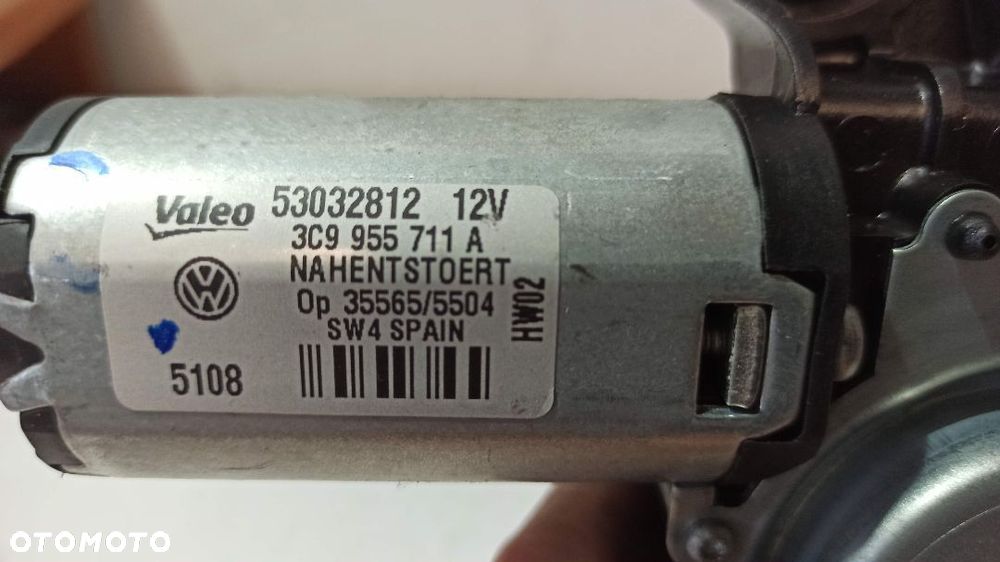 Valeo 53032812 12V
3C9 955 711 A
NAHENTSTOERT
Op 35565/5504
SW4 SPAIN
HW02
5108
OTOMOTO